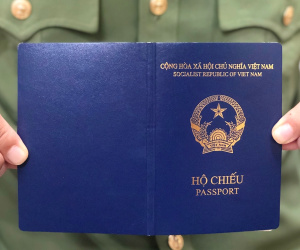 CỘNG HÒA XÃ HỘI CHỦ NGHĨA VIỆT NAM
SOCIALIST REPUBLIC OF VIET NAM
HỘ CHIẾU
PASSPORT